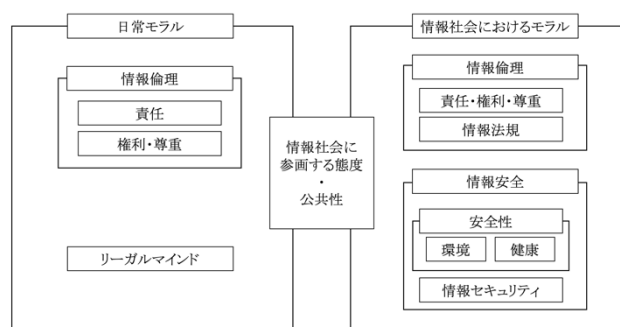 日常モラル
情報倫理
責任
権利・尊重
リーガルマインド
情報社会に
参画する態度
・
公共性
情報社会におけるモラル
情報倫理
責任・権利・尊重
情報法規
情報安全
安全性
環境
健康
情報セキュリティ